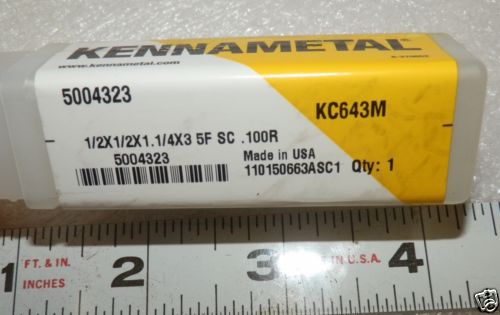 KENNAMETAL®
www.kennametal.com
5004323
KC643M
1/2X1/2X1.1/4X3 5F SC .100R
5004323
Made in USA
110150663ASC1 Qty: 1
1 2 3 4
FT. & IN.
INCHES
MADE IN U.S.A.